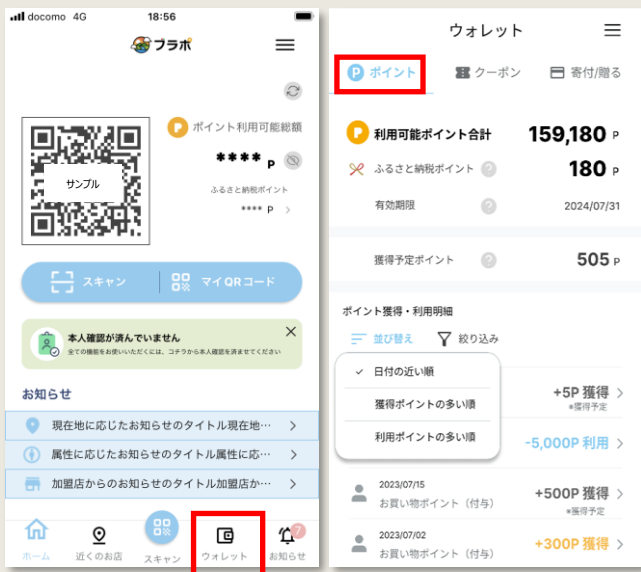 docomo 4G 18:56
ブラポ
ポイント利用可能総額
**** P
サンプル
ふるさと納税ポイント
**** P
スキャン
マイQRコード
本人確認が済んでいません
全ての機能をお使いいただくには、コチラから本人確認を済ませてください
お知らせ
現在地に応じたお知らせのタイトル現在地…
属性に応じたお知らせのタイトル属性に応…
加盟店からのお知らせのタイトル加盟店か…
7
ホーム
近くのお店
スキャン
ウォレット
お知らせ
ウォレット
P ポイント
クーポン
寄付/贈る
P 利用可能ポイント合計 159,180 P
ふるさと納税ポイント ? 180 P
有効期限 ? 2024/07/31
獲得予定ポイント ? 505 P
ポイント獲得・利用明細
並び替え 絞り込み
日付の近い順
獲得ポイントの多い順
利用ポイントの多い順
+5P 獲得
*獲得予定
-5,000P 利用
2023/07/15
お買い物ポイント（付与）
+500P 獲得
*獲得予定
2023/07/02
お買い物ポイント（付与）
+300P 獲得